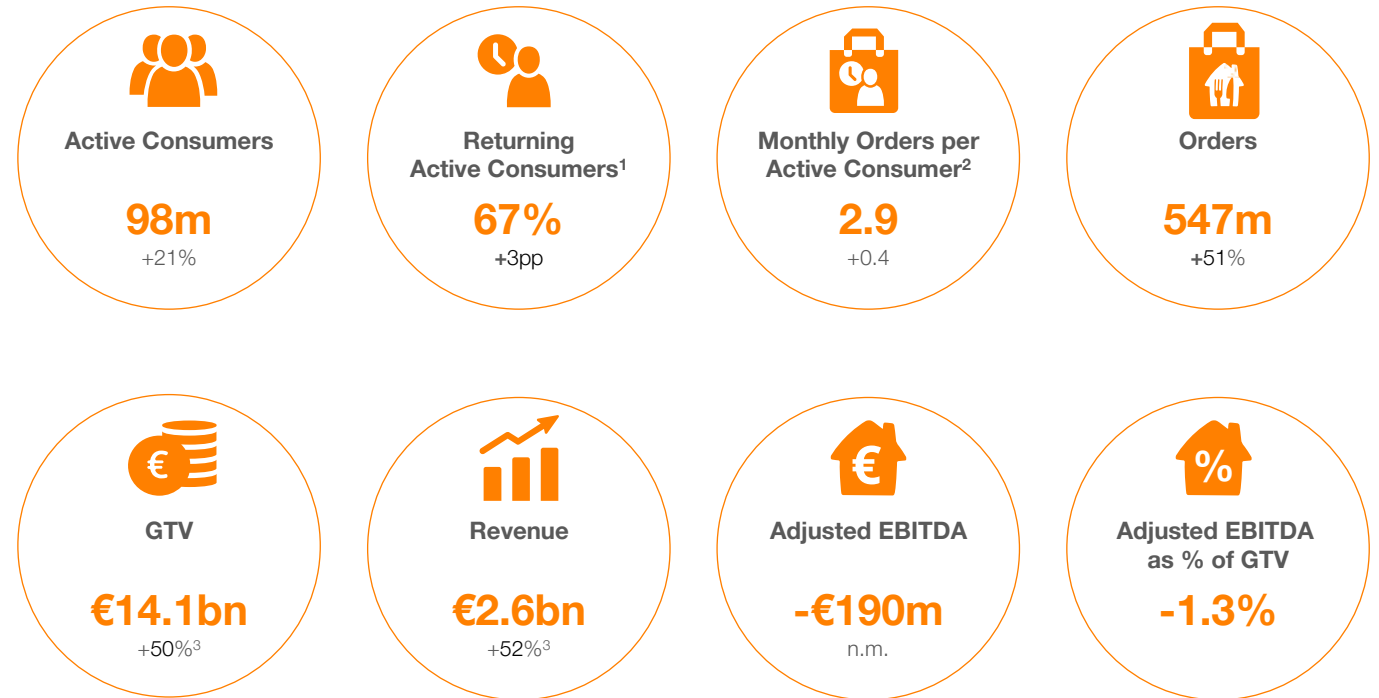 Active Consumers
98m
+21%
Returning
Active Consumers¹
67%
+3pp
Monthly Orders per
Active Consumer²
2.9
+0.4
Orders
547m
+51%
€
GTV
€14.1bn
+50%³
Revenue
€2.6bn
+52%³
€
Adjusted EBITDA
-€190m
n.m.
%
Adjusted EBITDA
as % of GTV
-1.3%